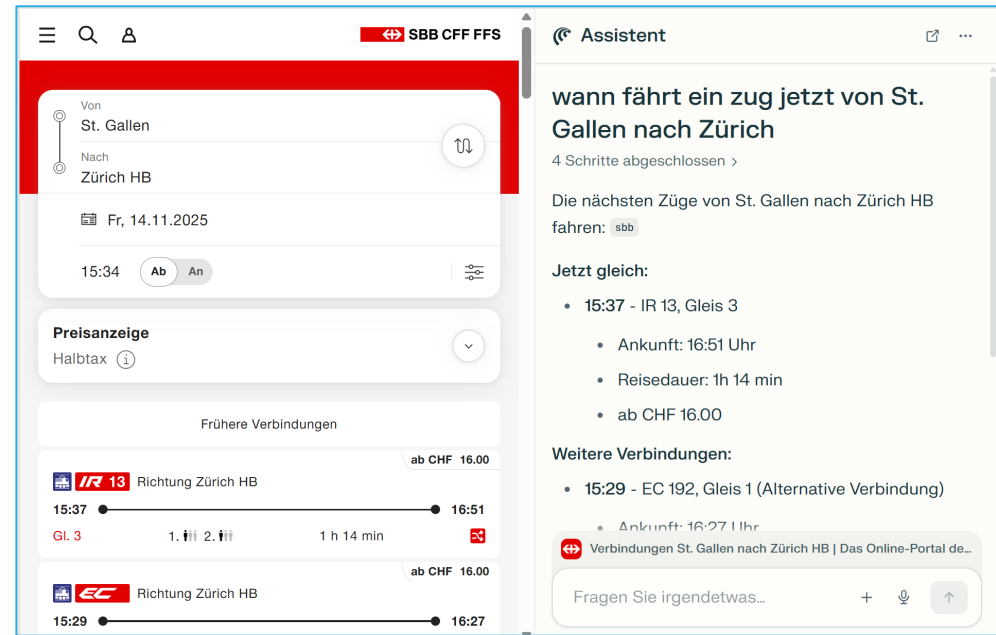 SBB CFF FFS
Von
St. Gallen
Nach
Zürich HB
Fr, 14.11.2025
15:34 Ab An
Preisanzeige
Halbtax i
Frühere Verbindungen
ab CHF 16.00
IR 13 Richtung Zürich HB
15:37 16:51
Gl. 3 1. 2. 1 h 14 min
ab CHF 16.00
EC Richtung Zürich HB
15:29 16:27
Assistent
wann fährt ein zug jetzt von St.
Gallen nach Zürich
4 Schritte abgeschlossen >
Die nächsten Züge von St. Gallen nach Zürich HB
fahren: sbb
Jetzt gleich:
• 15:37 - IR 13, Gleis 3
• Ankunft: 16:51 Uhr
• Reisedauer: 1h 14 min
• ab CHF 16.00
Weitere Verbindungen:
• 15:29 - EC 192, Gleis 1 (Alternative Verbindung)
• Ankunft: 16:27 Uhr
Verbindungen St. Gallen nach Zürich HB | Das Online-Portal de...
Fragen Sie irgendetwas...